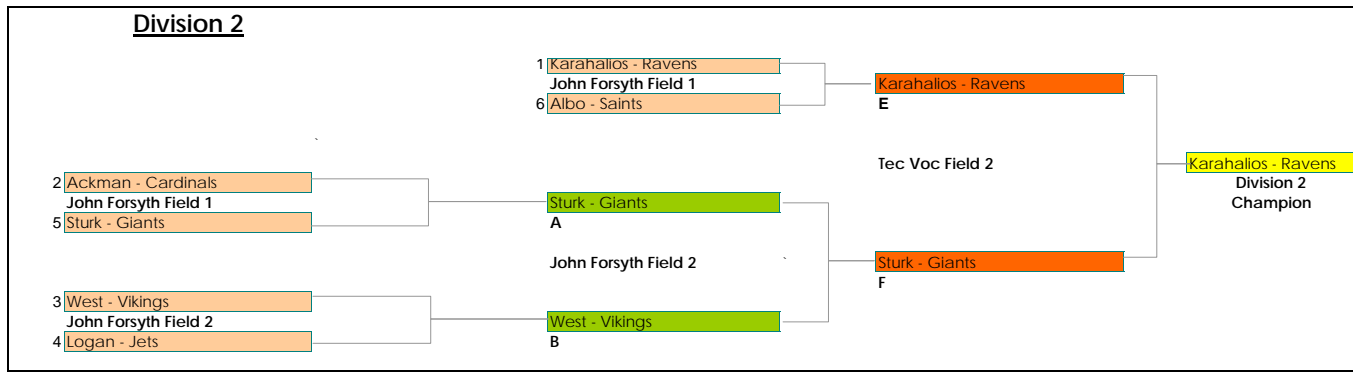 Division 2
1 Karahalios - Ravens
John Forsyth Field 1
Karahalios - Ravens
6 Albo - Saints
E
`
Tec Voc Field 2
Karahalios - Ravens
2 Ackman - Cardinals
Division 2
John Forsyth Field 1
Sturk - Giants
Champion
5 Sturk - Giants
A
John Forsyth Field 2
`
Sturk - Giants
F
3 West - Vikings
John Forsyth Field 2
West - Vikings
4 Logan - Jets
B